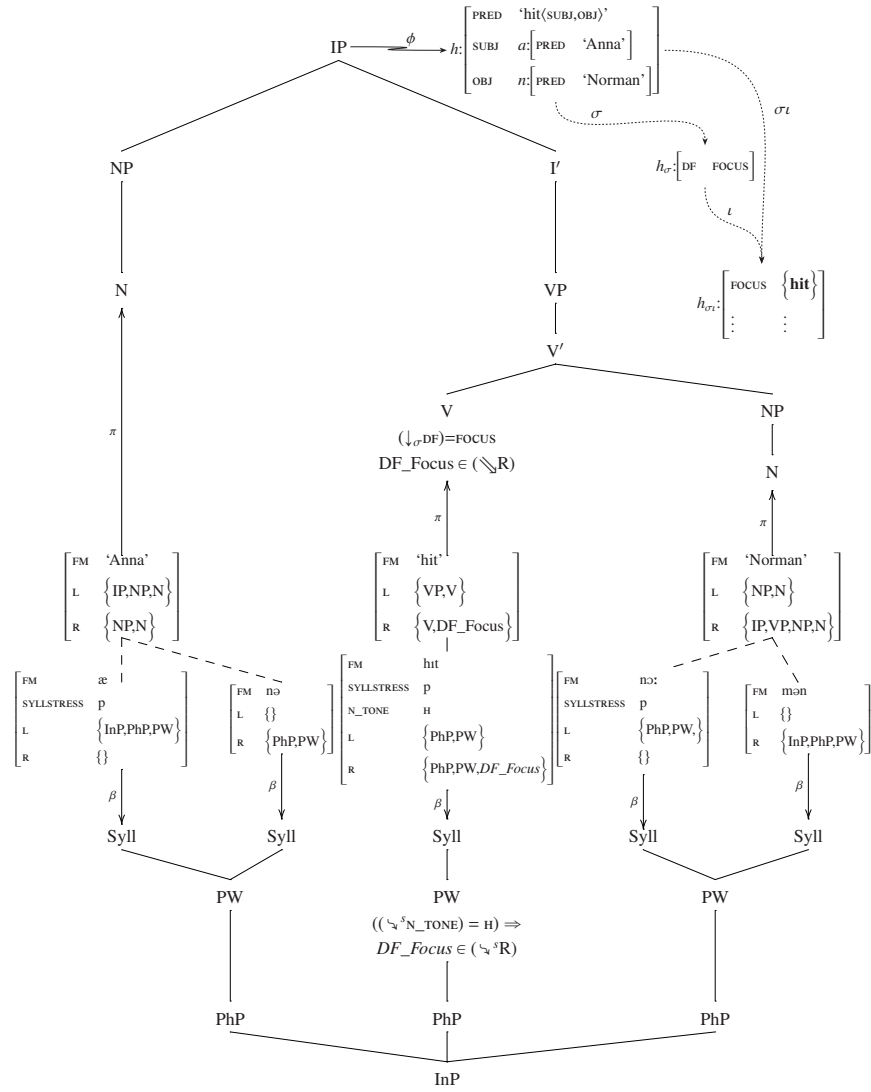 IP
ϕ
h: PRED ‘hit⟨SUBJ,OBJ⟩’
SUBJ a: [PRED ‘Anna’]
OBJ n: [PRED ‘Norman’]
σ
σι
NP
I′
hσ: [DF FOCUS]
ι
N
VP
hσι: FOCUS {hit}
⋮ ⋮
V′
V
NP
(↓σDF)=FOCUS
DF_Focus ∈ (⇘R)
N
π
π
π
FM ‘Anna’
L {IP,NP,N}
R {NP,N}
FM ‘hit’
L {VP,V}
R {V,DF_Focus}
FM ‘Norman’
L {NP,N}
R {IP,VP,NP,N}
FM æ
SYLLSTRESS p
L {InP,PhP,PW}
R {}
FM nə
L {}
R {PhP,PW}
FM hɪt
SYLLSTRESS p
N_TONE H
L {PhP,PW}
R {PhP,PW,DF_Focus}
FM nɔː
SYLLSTRESS p
L {PhP,PW,}
R {}
FM mən
L {}
R {InP,PhP,PW}
β
β
β
β
β
Syll
Syll
Syll
Syll
Syll
PW
PW
PW
((↘ˢN_TONE) = H) ⇒
DF_Focus ∈ (↘ˢR)
PhP
PhP
PhP
InP